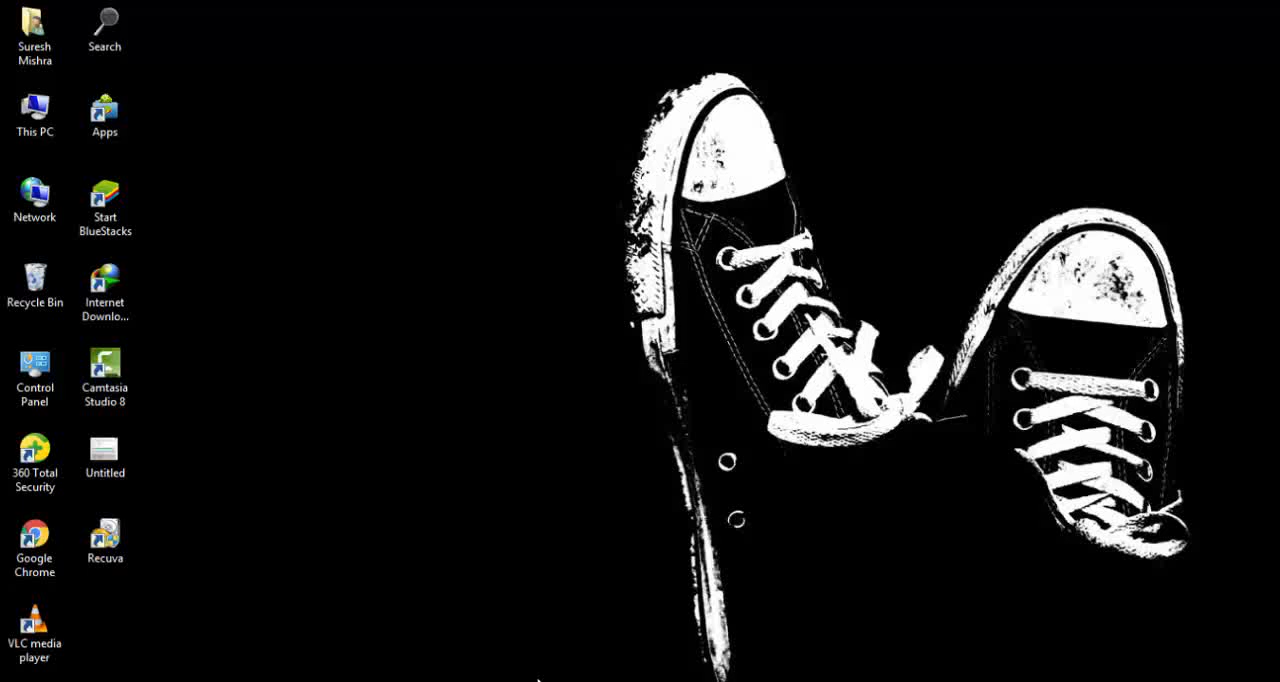 Suresh
Mishra
Search
This PC
Apps
Network
Start
BlueStacks
Recycle Bin
Internet
Downlo...
Control
Panel
Camtasia
Studio 8
360 Total
Security
Untitled
Google
Chrome
Recuva
VLC media
player